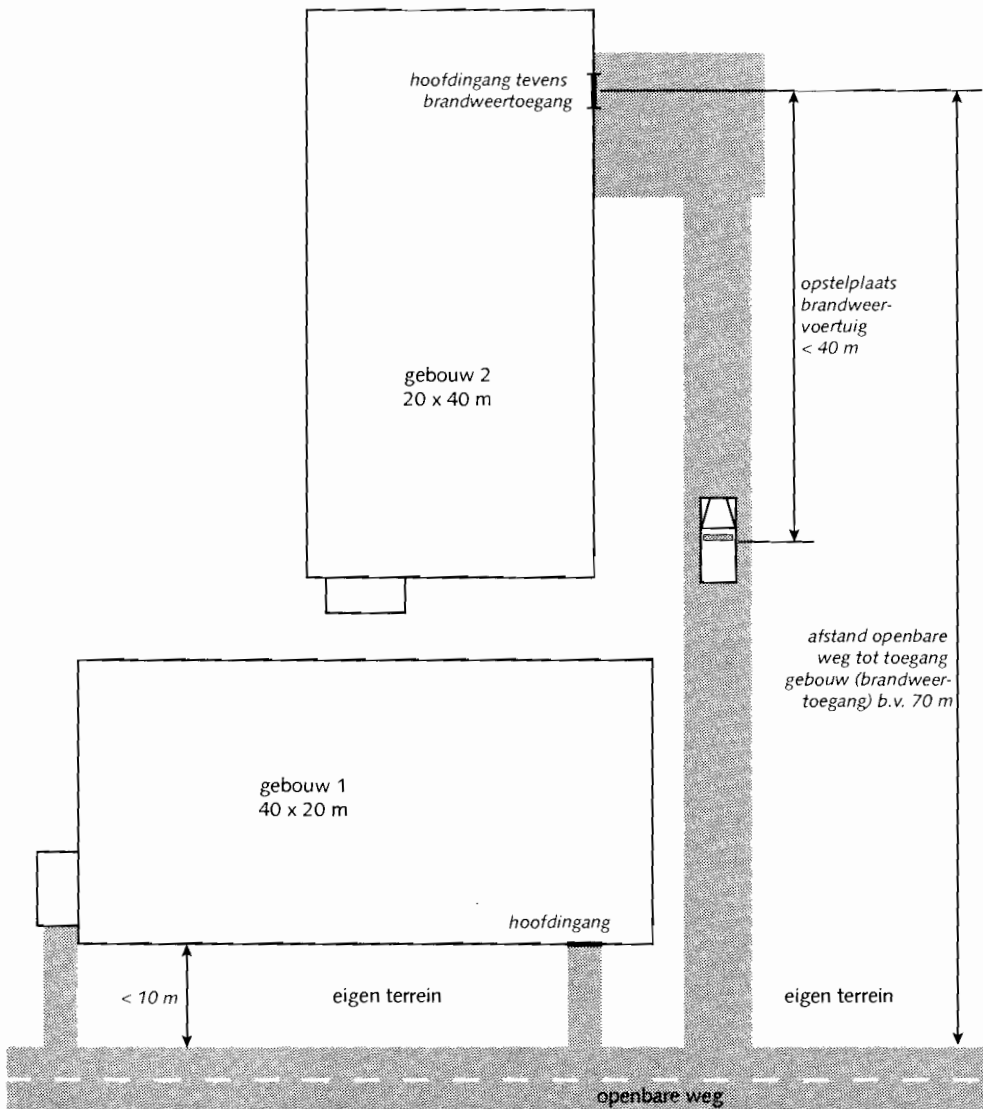 hoofdingang tevens
brandweertoegang
opstelplaats
brandweer-
voertuig
< 40 m
gebouw 2
20 x 40 m
afstand openbare
weg tot toegang
gebouw (brandweer-
toegang) b.v. 70 m
gebouw 1
40 x 20 m
hoofdingang
< 10 m
eigen terrein
eigen terrein
openbare weg